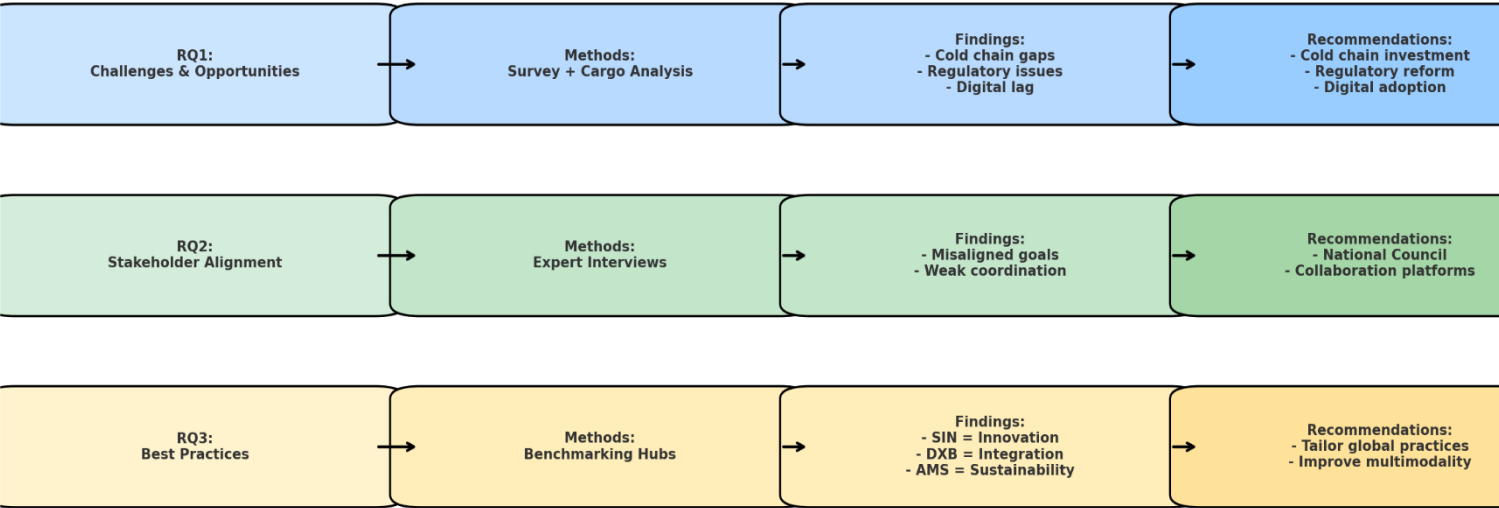 RQ1:
Challenges & Opportunities
Methods:
Survey + Cargo Analysis
Findings:
- Cold chain gaps
- Regulatory issues
- Digital lag
Recommendations:
- Cold chain investment
- Regulatory reform
- Digital adoption
RQ2:
Stakeholder Alignment
Methods:
Expert Interviews
Findings:
- Misaligned goals
- Weak coordination
Recommendations:
- National Council
- Collaboration platforms
RQ3:
Best Practices
Methods:
Benchmarking Hubs
Findings:
- SIN = Innovation
- DXB = Integration
- AMS = Sustainability
Recommendations:
- Tailor global practices
- Improve multimodality